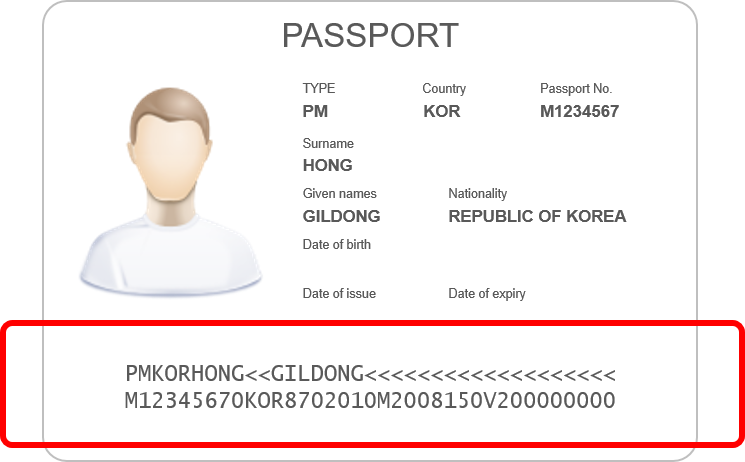 PASSPORT
TYPE Country Passport No.
PM KOR M1234567
Surname
HONG
Given names Nationality
GILDONG REPUBLIC OF KOREA
Date of birth
Date of issue Date of expiry
PMKORHONG<<GILDONG<<<<<<<<<<<<<<<<<<<
M12345670KOR8702010M2008150V200000000